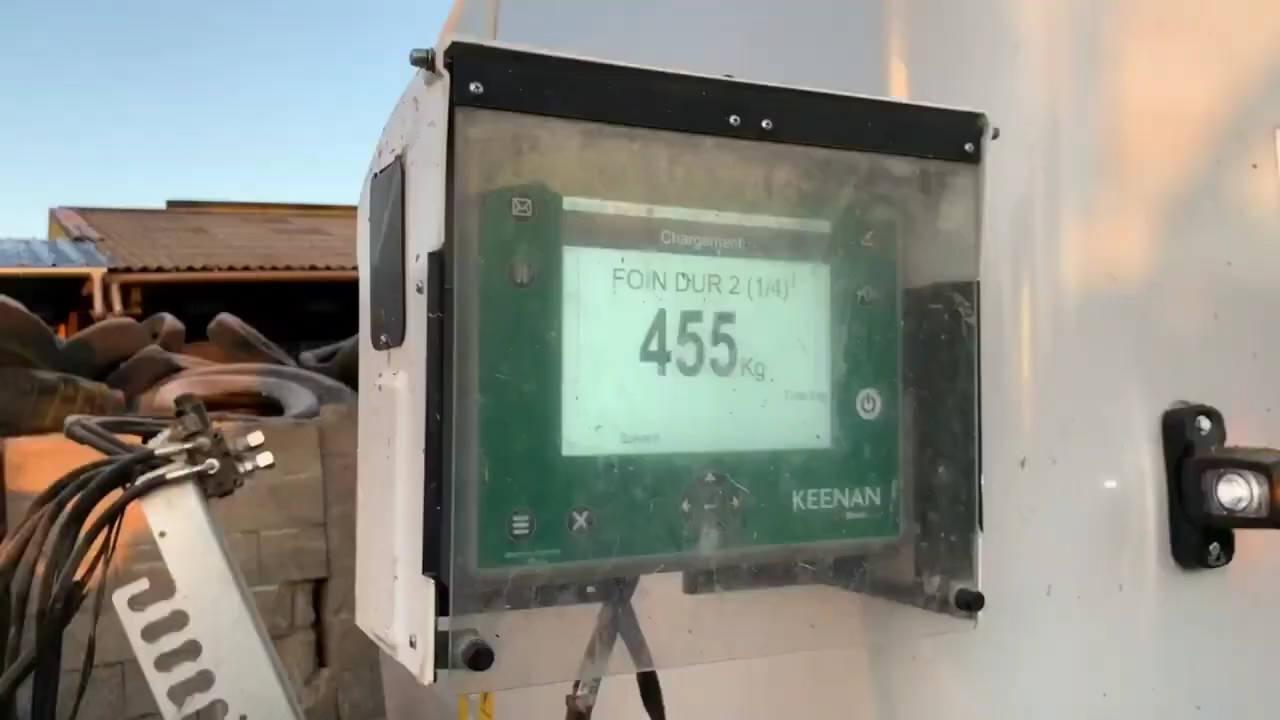 Chargement
FOIN DUR 2 (1/4)
455 Kg
KEENAN